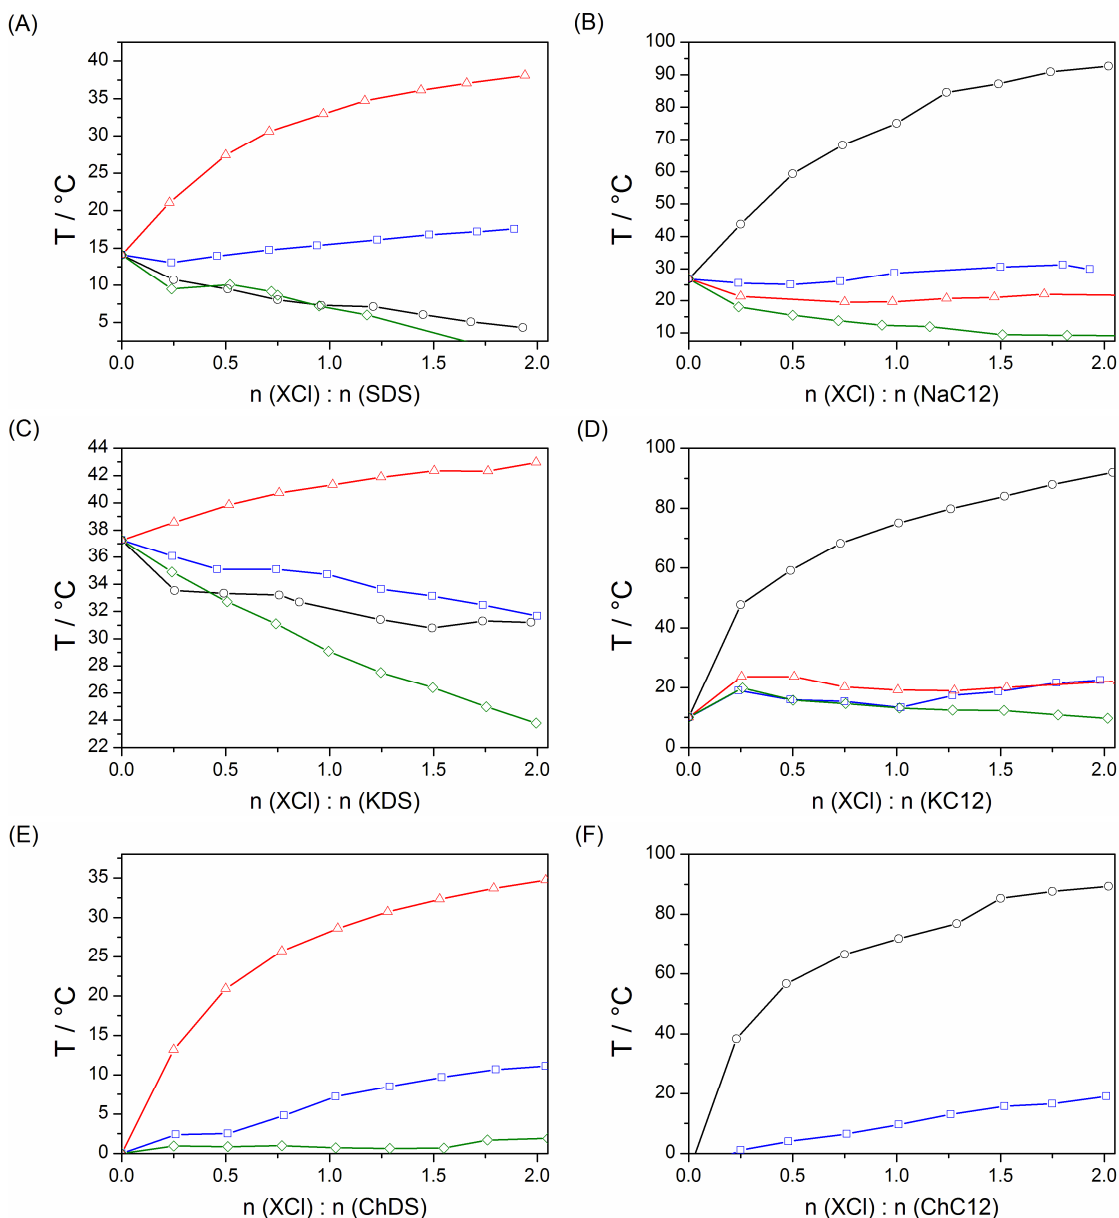 (A)
T / °C
40
35
30
25
20
15
10
5
0.0 0.5 1.0 1.5 2.0
n (XCl) : n (SDS)
(B)
T / °C
100
90
80
70
60
50
40
30
20
10
0.0 0.5 1.0 1.5 2.0
n (XCl) : n (NaC12)
(C)
T / °C
44
42
40
38
36
34
32
30
28
26
24
22
0.0 0.5 1.0 1.5 2.0
n (XCl) : n (KDS)
(D)
T / °C
100
80
60
40
20
0
0.0 0.5 1.0 1.5 2.0
n (XCl) : n (KC12)
(E)
T / °C
35
30
25
20
15
10
5
0
0.0 0.5 1.0 1.5 2.0
n (XCl) : n (ChDS)
(F)
T / °C
100
80
60
40
20
0
0.0 0.5 1.0 1.5 2.0
n (XCl) : n (ChC12)